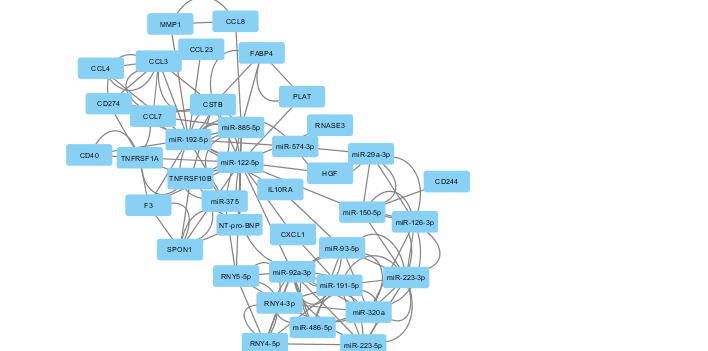 MMP1
CCL8
CCL23
FABP4
CCL4
CCL3
PLAT
CD274
CSTB
CCL7
miR-885-5p
RNASE3
miR-192-5p
miR-574-3p
CD40
TNFRSF1A
miR-122-5p
miR-29a-3p
HGF
TNFRSF10B
IL10RA
CD244
F3
miR-375
miR-150-5p
NT-pro-BNP
miR-126-3p
CXCL1
SPON1
miR-93-5p
RNY5-5p
miR-92a-3p
miR-191-5p
miR-223-3p
RNY4-3p
miR-320a
miR-486-5p
RNY4-5p
miR-223-5p